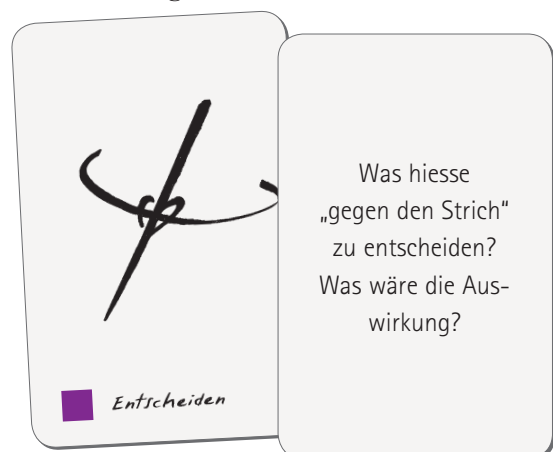 Entscheiden
Was hiesse
„gegen den Strich"
zu entscheiden?
Was wäre die Aus-
wirkung?